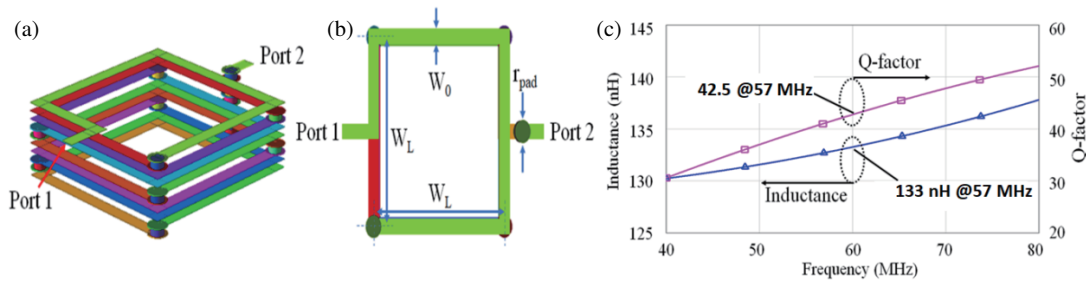 (a)
Port 2
Port 1
(b)
W0
rpad
Port 1
WL
Port 2
WL
(c)
Inductance (nH)
145
140
135
130
125
Q-factor
42.5 @57 MHz
Inductance
133 nH @57 MHz
60
50
40
30
20
Q-factor
40
50
60
70
80
Frequency (MHz)